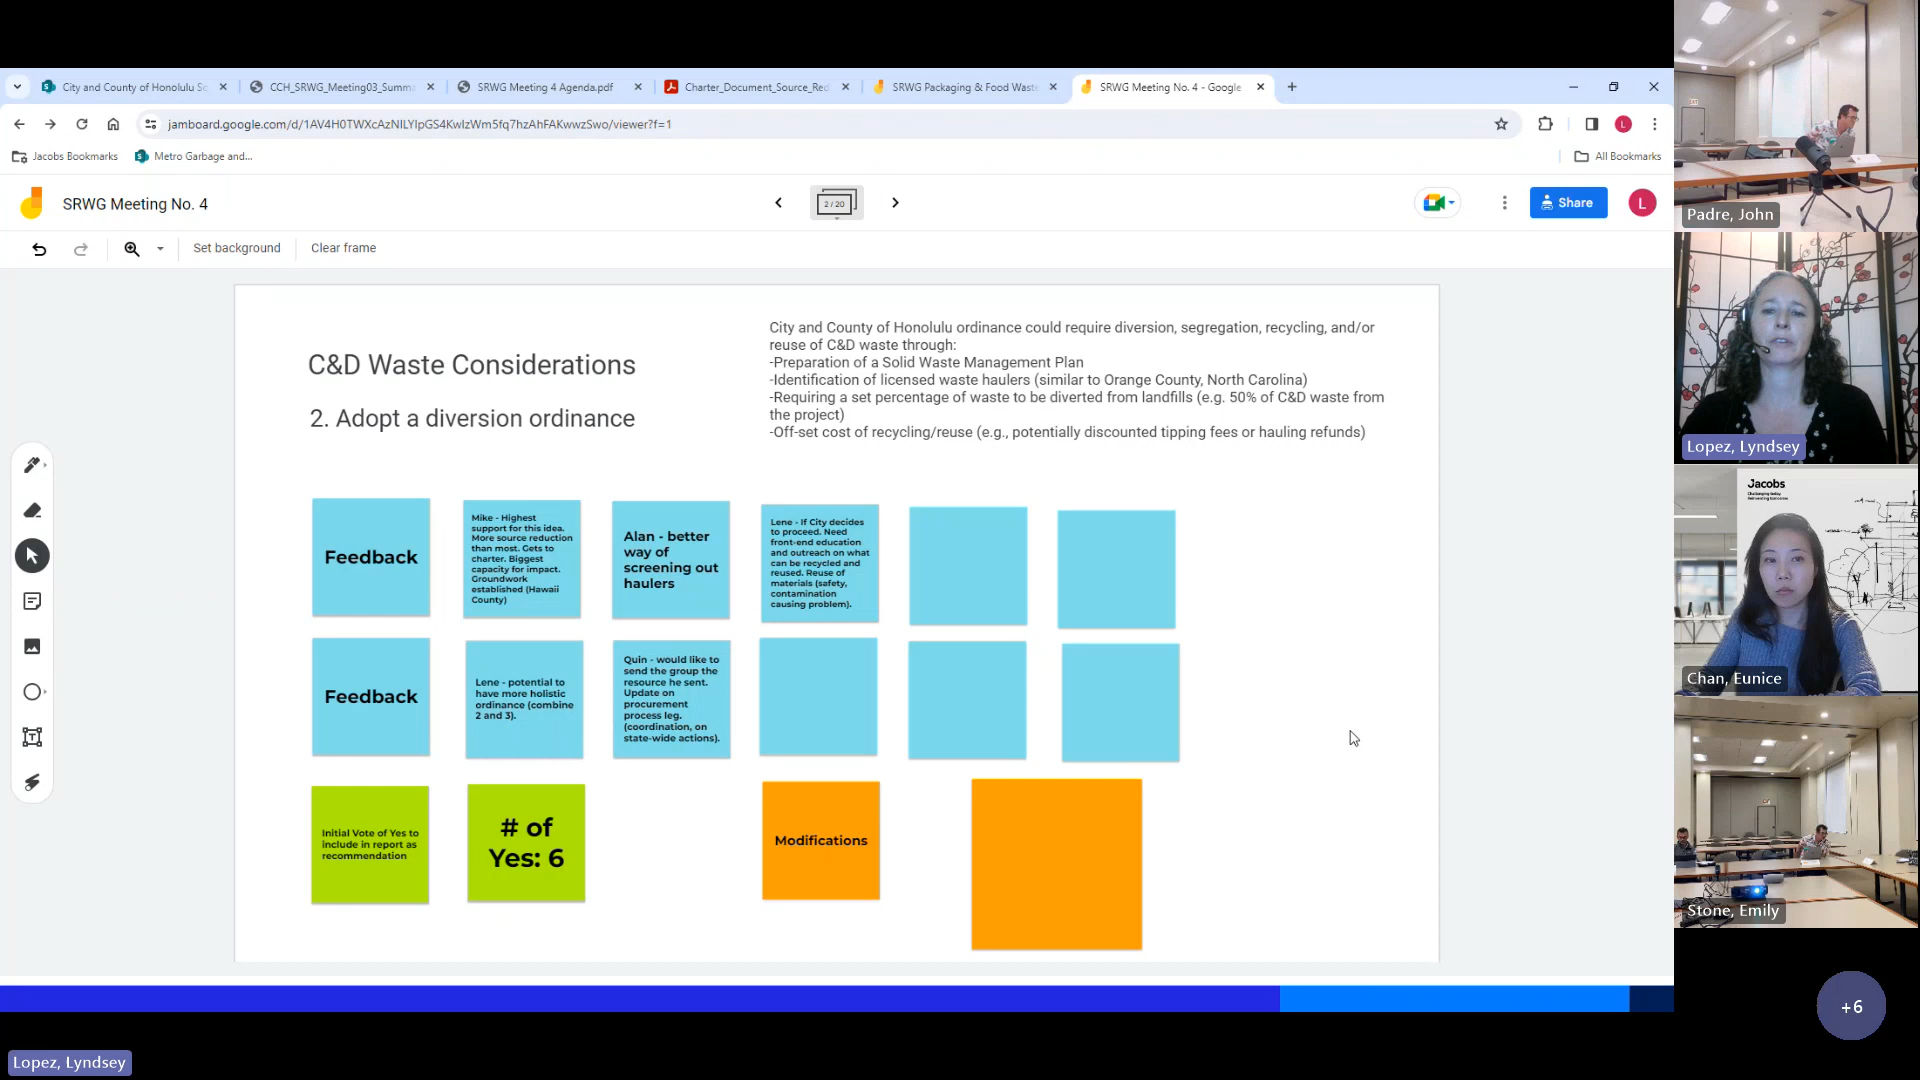 City and County of Honolulu So
CCH_SRWG_Meeting03_Summa
SRWG Meeting 4 Agenda.pdf
Charter_Document_Source_Red
SRWG Packaging & Food Waste
SRWG Meeting No. 4 - Google
jamboard.google.com/d/1AV4H0TWXcAzNILYIpGS4KwIzWm5fq7hzAhFAKwwzSwo/viewer?f=1
L
Jacobs Bookmarks
Metro Garbage and...
All Bookmarks
SRWG Meeting No. 4
2 / 20
Share
L
Set background
Clear frame
C&D Waste Considerations
2. Adopt a diversion ordinance
City and County of Honolulu ordinance could require diversion, segregation, recycling, and/or
reuse of C&D waste through:
-Preparation of a Solid Waste Management Plan
-Identification of licensed waste haulers (similar to Orange County, North Carolina)
-Requiring a set percentage of waste to be diverted from landfills (e.g. 50% of C&D waste from
the project)
-Off-set cost of recycling/reuse (e.g., potentially discounted tipping fees or hauling refunds)
Feedback
Mike - Highest
support for this idea.
More source reduction
than most. Gets to
charter. Biggest
capacity for impact.
Groundwork
established (Hawaii
County)
Alan - better
way of
screening out
haulers
Lene - If City decides
to proceed. Need
front-end education
and outreach on what
can be recycled and
reused. Reuse of
materials (safety,
contamination
causing problem).
Feedback
Lene - potential to
have more holistic
ordinance (combine
2 and 3).
Quin - would like to
send the group the
resource he sent.
Update on
procurement
process leg.
(coordination, on
state-wide actions).
Initial Vote of Yes to
include in report as
recommendation
# of
Yes: 6
Modifications
Padre, John
Lopez, Lyndsey
Jacobs
Chan, Eunice
Stone, Emily
+6
Lopez, Lyndsey